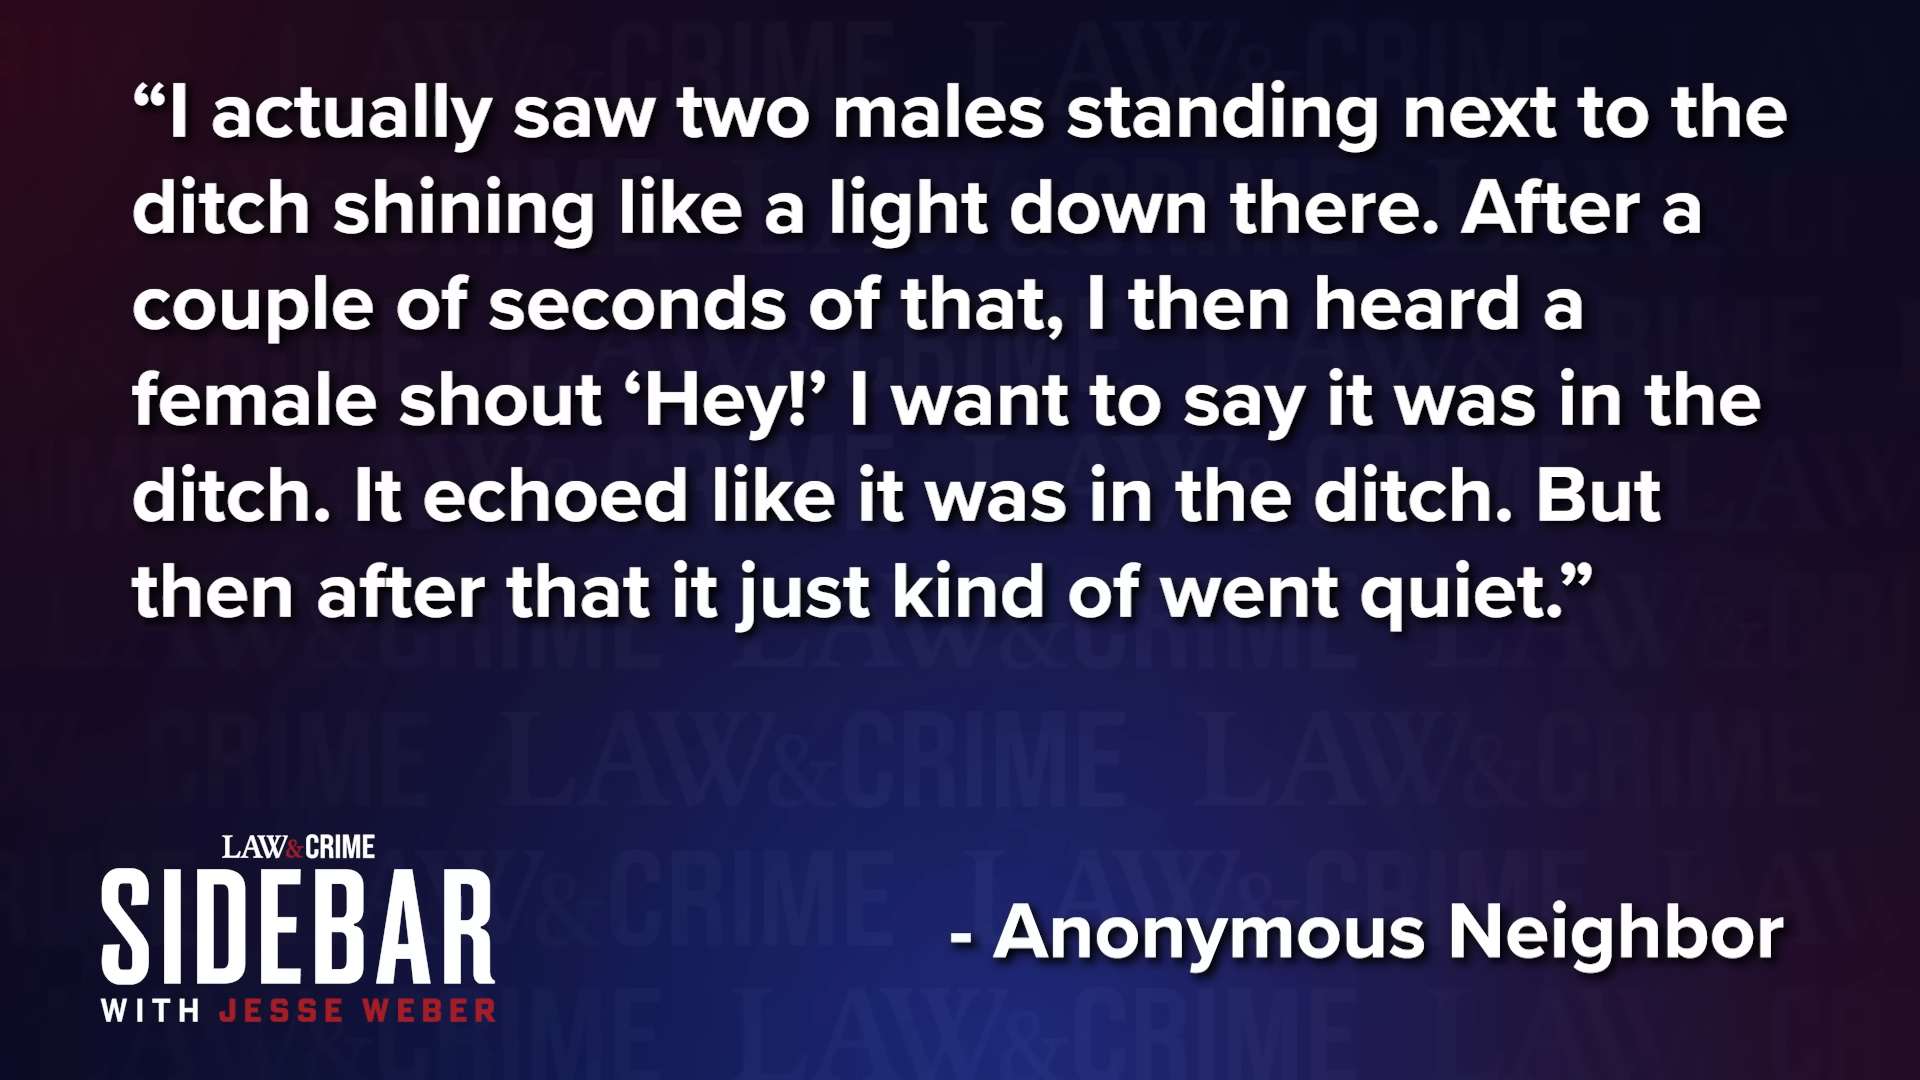 “I actually saw two males standing next to the
ditch shining like a light down there. After a
couple of seconds of that, I then heard a
female shout ‘Hey!’ I want to say it was in the
ditch. It echoed like it was in the ditch. But
then after that it just kind of went quiet.”
LAW&CRIME
SIDEBAR
WITH JESSE WEBER
- Anonymous Neighbor